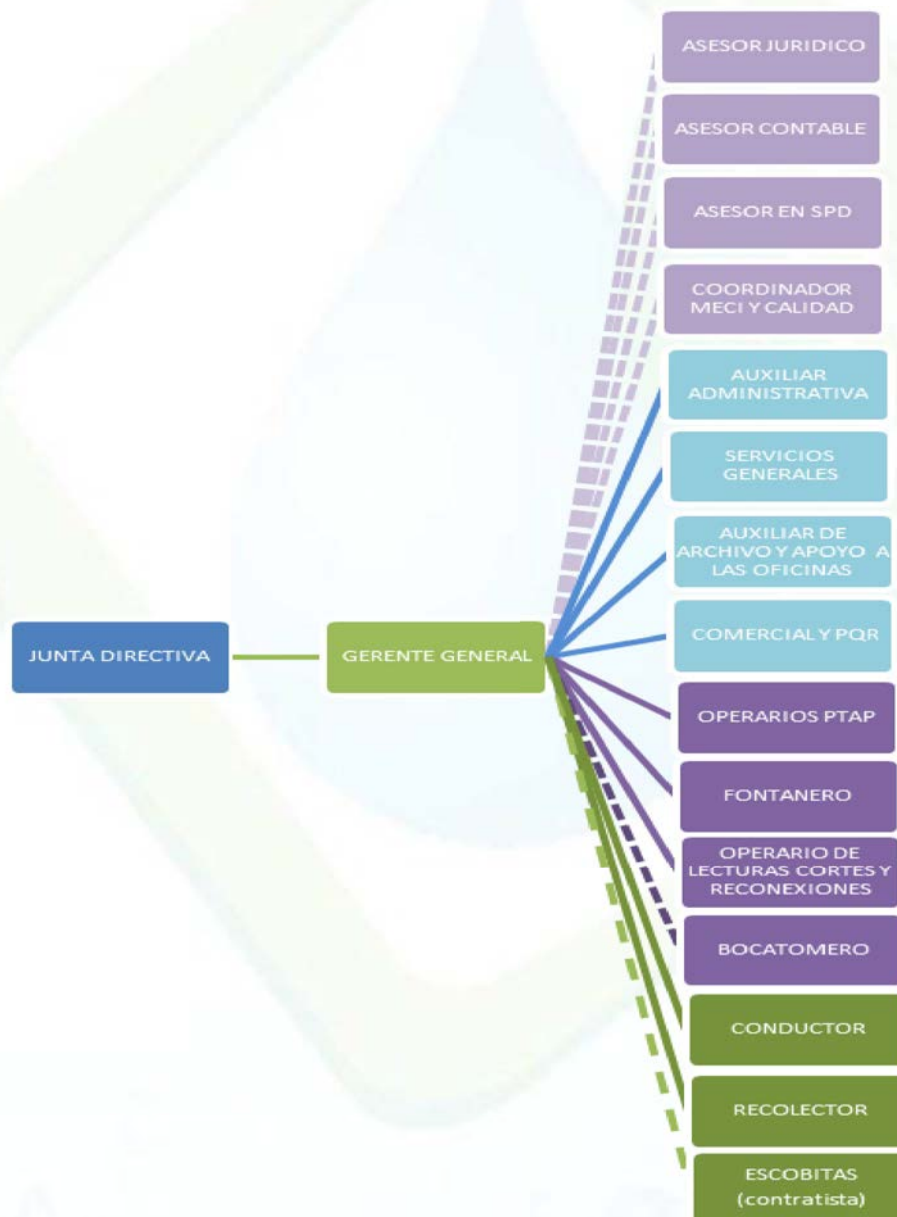 JUNTA DIRECTIVA
GERENTE GENERAL
ASESOR JURIDICO
ASESOR CONTABLE
ASESOR EN SPD
COORDINADOR
MECI Y CALIDAD
AUXILIAR
ADMINISTRATIVA
SERVICIOS
GENERALES
AUXILIAR DE
ARCHIVO Y APOYO A
LAS OFICINAS
COMERCIAL Y PQR
OPERARIOS PTAP
FONTANERO
OPERARIO DE
LECTURAS CORTES Y
RECONEXIONES
BOCATOMERO
CONDUCTOR
RECOLECTOR
ESCOBITAS
(contratista)